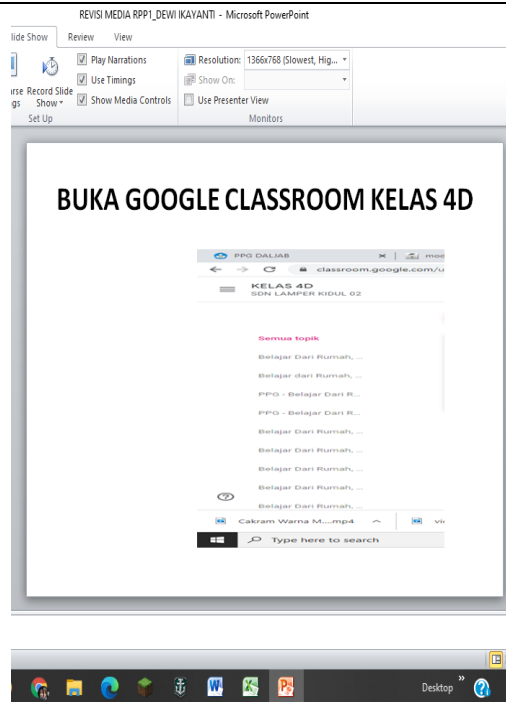 REVISI MEDIA RPP1_DEWI IKAYANTI - Microsoft PowerPoint
lide Show Review View
Play Narrations
Use Timings
Show Media Controls
Resolution: 1366x768 (Slowest, Hig...
Show On:
Use Presenter View
rse Record Slide
gs Show
Set Up
Monitors
BUKA GOOGLE CLASSROOM KELAS 4D
PPG DALJAB
moe
classroom.google.com/u
KELAS 4D
SDN LAMPER KIDUL 02
Semua topik
Belajar Dari Rumah, ...
Belajar dari Rumah, ...
PPG - Belajar Dari R...
PPG - Belajar Dari R...
Belajar Dari Rumah, ...
Belajar Dari Rumah, ...
Belajar Dari Rumah, ...
Belajar Dari Rumah, ...
Belajar Dari Rumah, ...
Cakram Warna M....mp4
Type here to search
Desktop